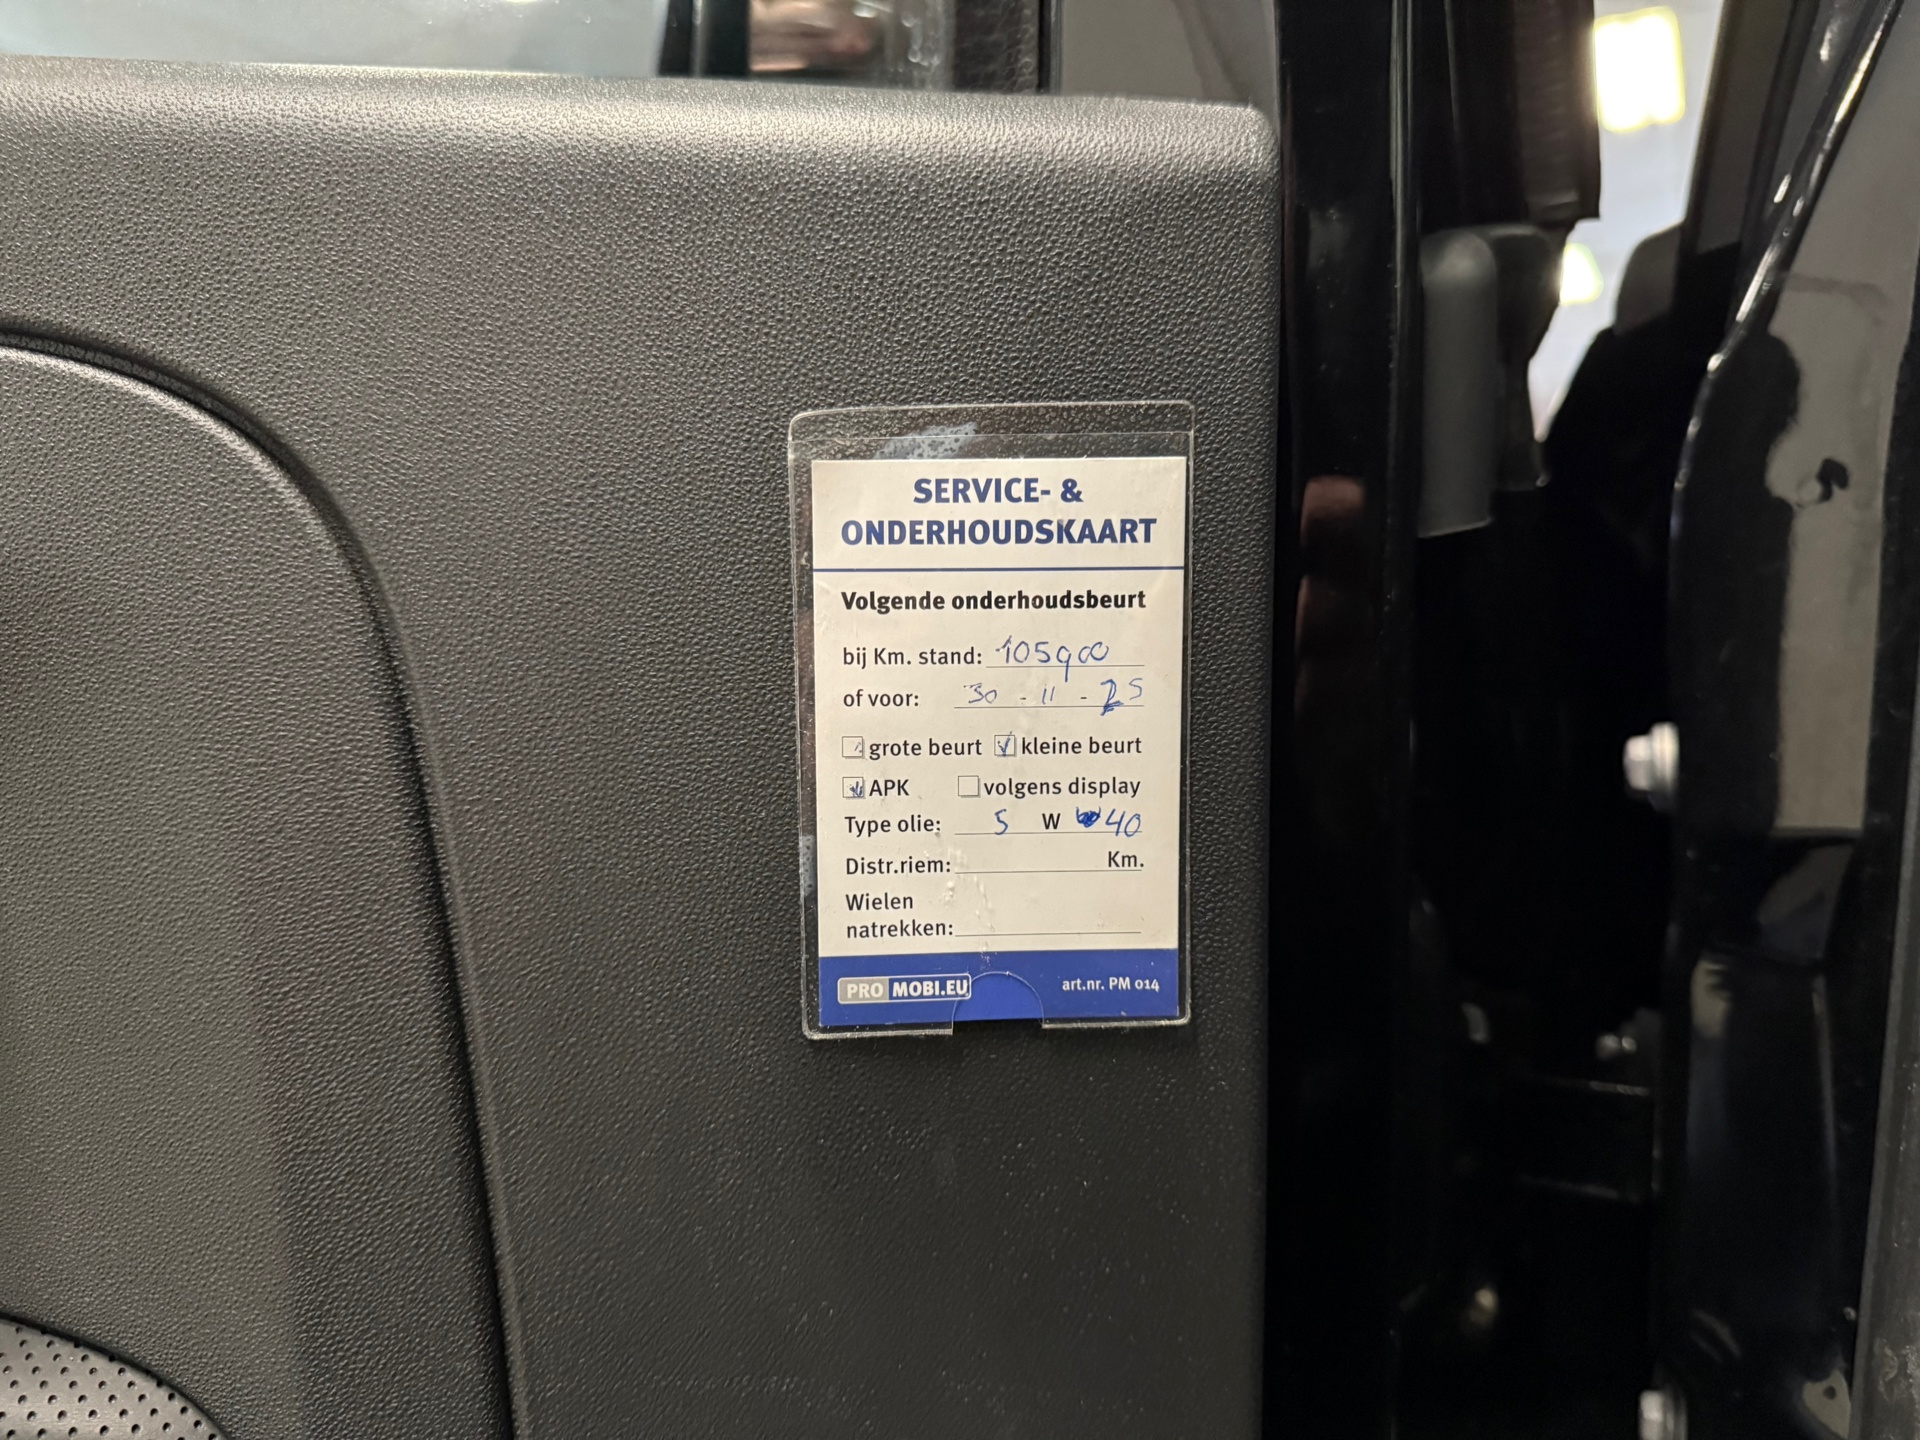 SERVICE- &
ONDERHOUDSKAART
Volgende onderhoudsbeurt
bij Km. stand: 105900
of voor: 30 - 11 - 25
grote beurt kleine beurt
APK volgens display
Type olie: 5 W 40
Distr.riem: Km.
Wielen
natrekken:
PRO MOBI.EU art.nr. PM 014